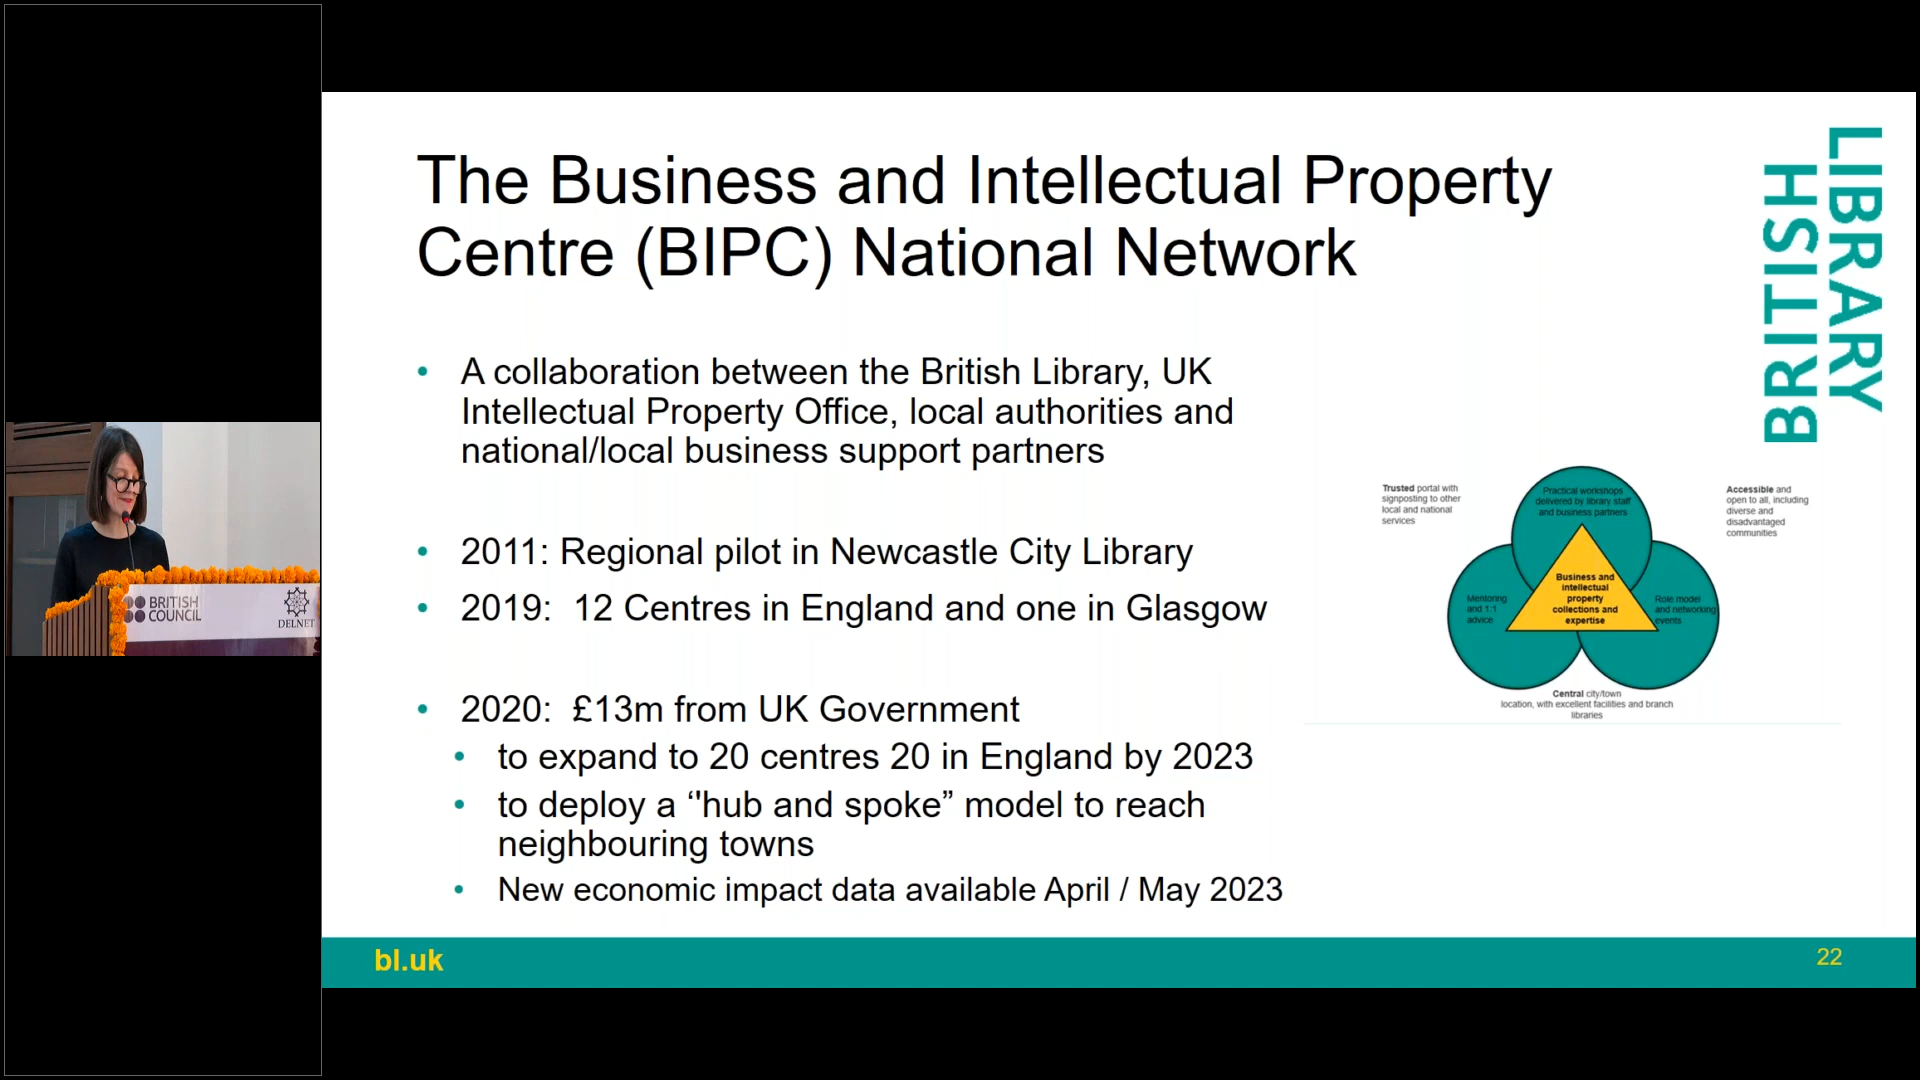 The Business and Intellectual Property
Centre (BIPC) National Network
BRITISH
LIBRARY
• A collaboration between the British Library, UK
Intellectual Property Office, local authorities and
national/local business support partners
• 2011: Regional pilot in Newcastle City Library
• 2019:  12 Centres in England and one in Glasgow
• 2020:  £13m from UK Government
• to expand to 20 centres 20 in England by 2023
• to deploy a ‘'hub and spoke” model to reach
neighbouring towns
• New economic impact data available April / May 2023
Trusted portal with
signposting to other
local and national
services
Practical workshops
delivered by library staff
and business partners
Accessible and
open to all, including
diverse and
disadvantaged
communities
Business and
intellectual
property
collections and
expertise
Mentoring
and 1:1
advice
Role model
and networking
events
Central city/town
location, with excellent facilities and branch
libraries
bl.uk
22
BRITISH
COUNCIL
DELNET